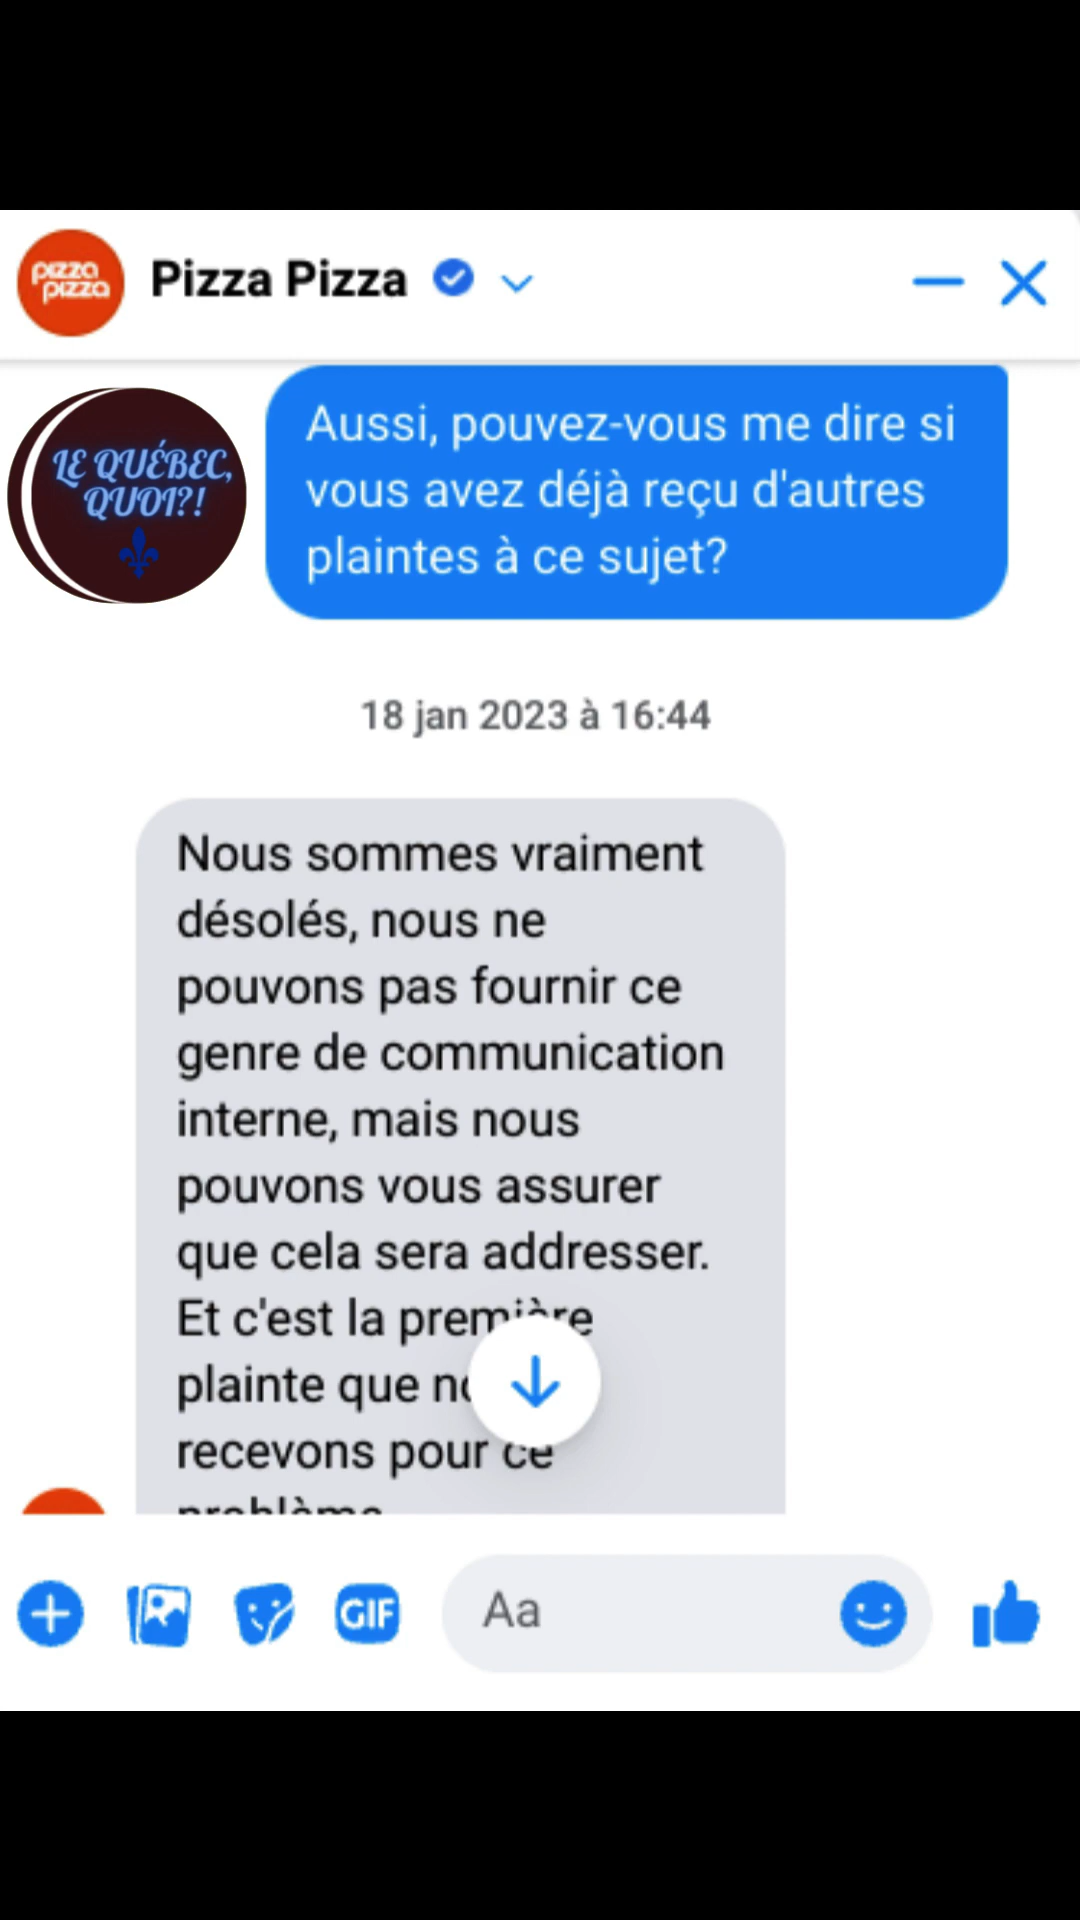 pizza
pizza
Pizza Pizza
LE QUÉBEC,
QUOI?!
Aussi, pouvez-vous me dire si
vous avez déjà reçu d'autres
plaintes à ce sujet?
18 jan 2023 à 16:44
Nous sommes vraiment
désolés, nous ne
pouvons pas fournir ce
genre de communication
interne, mais nous
pouvons vous assurer
que cela sera addresser.
Et c'est la première
plainte que
recevons pour ce
problème
GIF
Aa